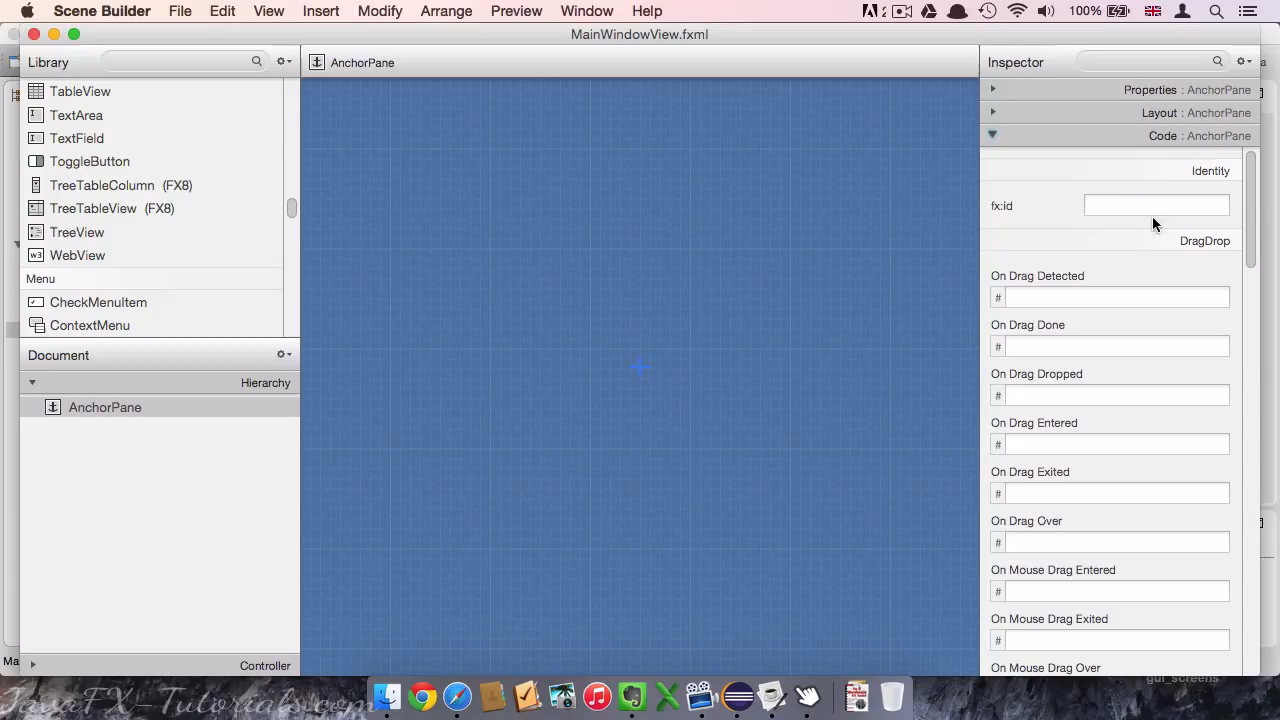 Scene Builder File Edit View Insert Modify Arrange Preview Window Help 100%
MainWindowView.fxml
Library
AnchorPane
Inspector
TableView
TextArea
TextField
ToggleButton
TreeTableColumn (FX8)
TreeTableView (FX8)
TreeView
WebView
Menu
CheckMenuItem
ContextMenu
Document
Hierarchy
AnchorPane
Controller
Properties : AnchorPane
Layout : AnchorPane
Code : AnchorPane
Identity
fx:id
DragDrop
On Drag Detected
#
On Drag Done
#
On Drag Dropped
#
On Drag Entered
#
On Drag Exited
#
On Drag Over
#
On Mouse Drag Entered
#
On Mouse Drag Exited
#
On Mouse Drag Over
gui_screens